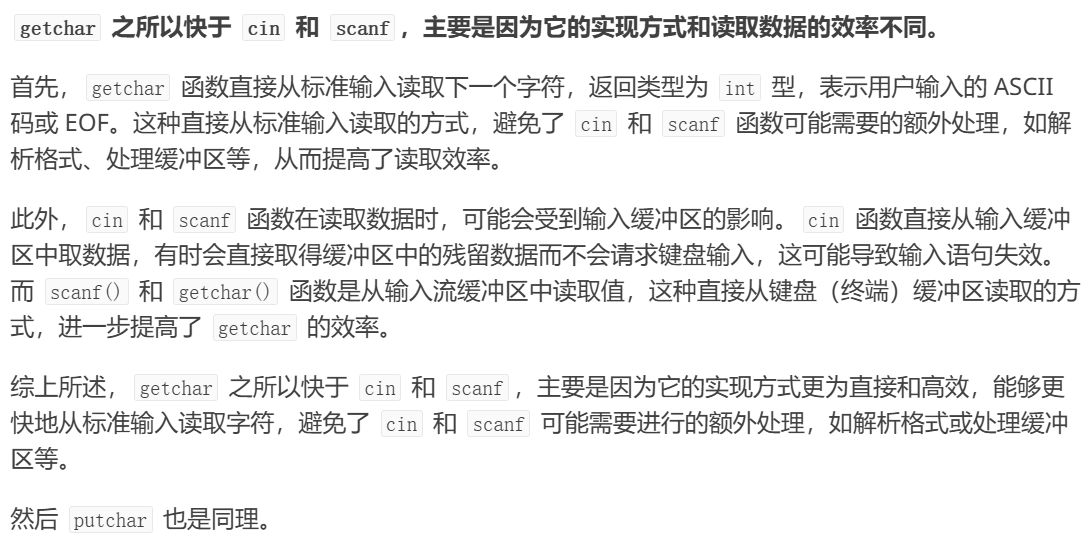 getchar 之所以快于 cin 和 scanf ，主要是因为它的实现方式和读取数据的效率不同。
首先， getchar 函数直接从标准输入读取下一个字符，返回类型为 int 型，表示用户输入的 ASCII
码或 EOF。这种直接从标准输入读取的方式，避免了 cin 和 scanf 函数可能需要的额外处理，如解
析格式、处理缓冲区等，从而提高了读取效率。
此外， cin 和 scanf 函数在读取数据时，可能会受到输入缓冲区的影响。 cin 函数直接从输入缓冲
区中取数据，有时会直接取得缓冲区中的残留数据而不会请求键盘输入，这可能导致输入语句失效。
而 scanf() 和 getchar() 函数是从输入流缓冲区中读取值，这种直接从键盘（终端）缓冲区读取的方
式，进一步提高了 getchar 的效率。
综上所述， getchar 之所以快于 cin 和 scanf ，主要是因为它的实现方式更为直接和高效，能够更
快地从标准输入读取字符，避免了 cin 和 scanf 可能需要进行的额外处理，如解析格式或处理缓冲
区等。
然后 putchar 也是同理。